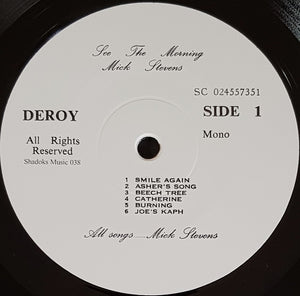 See The Morning
Mick Stevens
SC 024557351
DEROY
SIDE 1
All Rights
Reserved
Shadoks Music 038
Mono
1 SMILE AGAIN
2 ASHER'S SONG
3 BEECH TREE
4 CATHERINE
5 BURNING
6 JOE'S KAPH
All songs......Mick Stevens